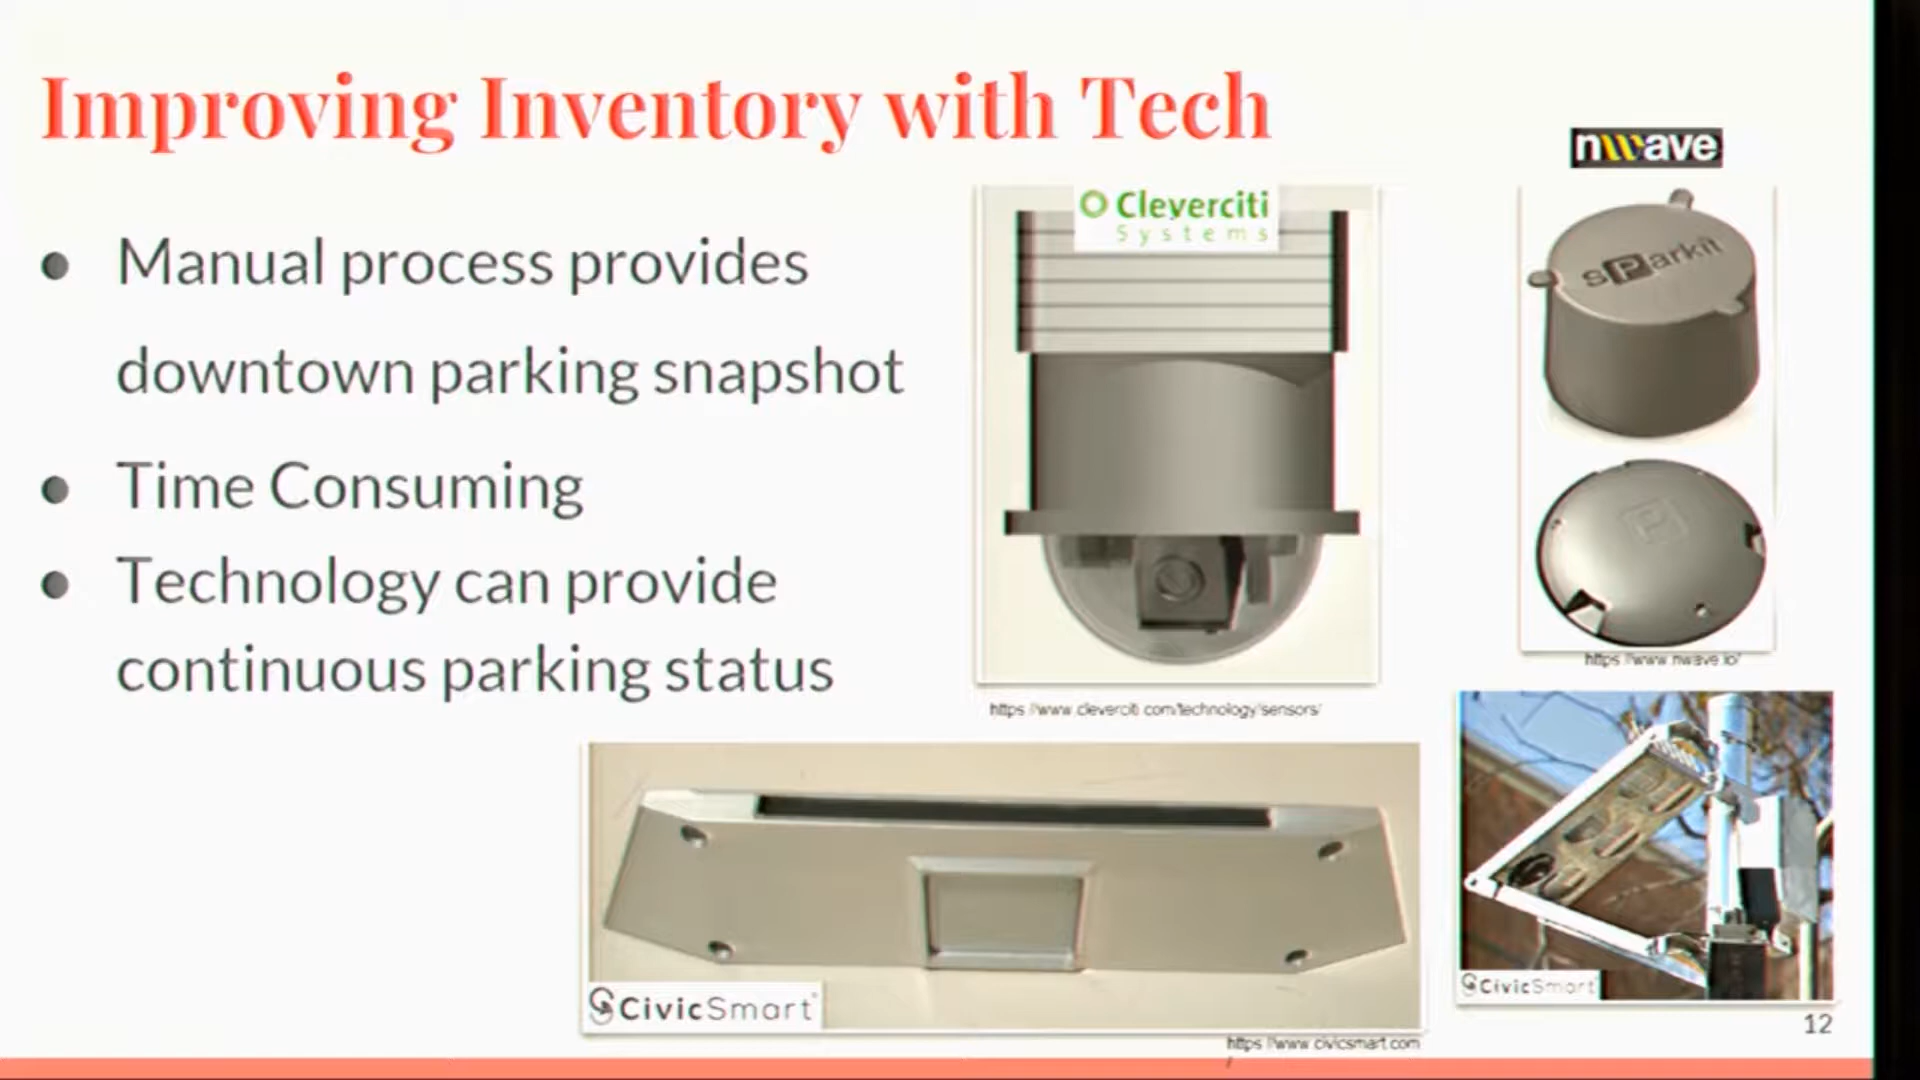 Improving Inventory with Tech
nwave
Cleverciti
Systems
sParkit
P
● Manual process provides
downtown parking snapshot
● Time Consuming
● Technology can provide
continuous parking status
https://www.nwave.io/
https://www.cleverciti.com/technology/sensors/
CivicSmart
CivicSmart
12
https://www.civicsmart.com
/